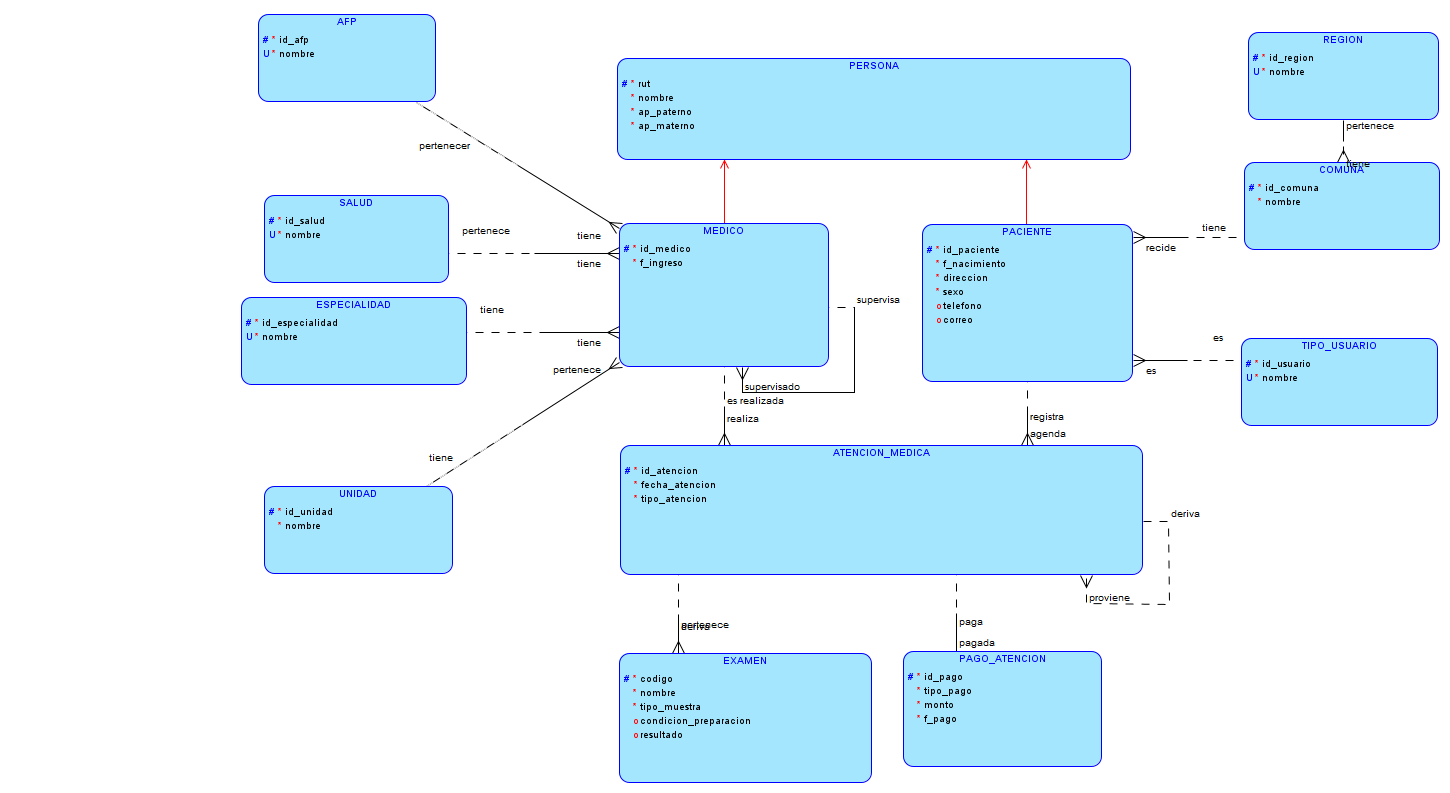 AFP
# * id_afp
U * nombre
PERSONA
# * rut
* nombre
* ap_paterno
* ap_materno
REGION
# * id_region
U * nombre
pertenece
tiene
COMUNA
# * id_comuna
* nombre
pertenecer
tiene
SALUD
# * id_salud
U * nombre
pertenece
tiene
MEDICO
# * id_medico
* f_ingreso
supervisa
supervisado
PACIENTE
# * id_paciente
* f_nacimiento
* direccion
* sexo
o telefono
o correo
tiene
recide
ESPECIALIDAD
# * id_especialidad
U * nombre
tiene
tiene
pertenece
tiene
es
es
TIPO_USUARIO
# * id_usuario
U * nombre
es realizada
realiza
registra
agenda
UNIDAD
# * id_unidad
* nombre
ATENCION_MEDICA
# * id_atencion
* fecha_atencion
* tipo_atencion
deriva
proviene
pertenece
deriva
paga
pagada
EXAMEN
# * codigo
* nombre
* tipo_muestra
o condicion_preparacion
o resultado
PAGO_ATENCION
# * id_pago
* tipo_pago
* monto
* f_pago